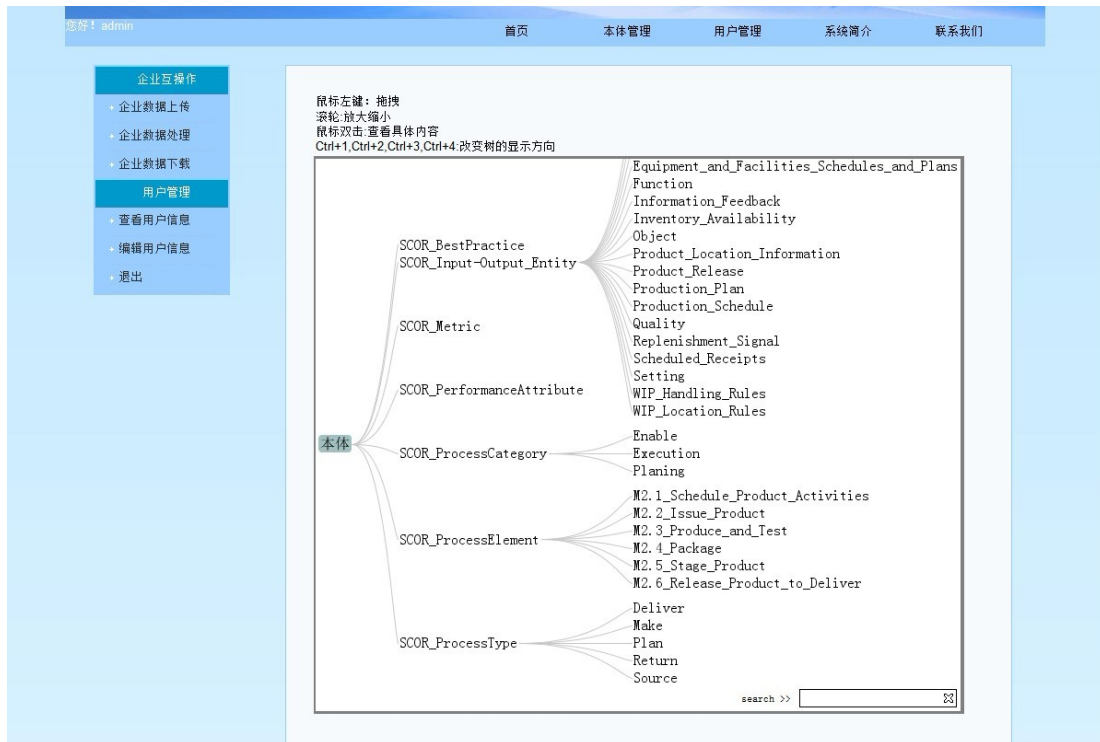 您好！admin
首页 本体管理 用户管理 系统简介 联系我们
企业互操作
企业数据上传
企业数据处理
企业数据下载
用户管理
查看用户信息
编辑用户信息
退出
鼠标左键：拖拽
滚轮:放大缩小
鼠标双击:查看具体内容
Ctrl+1,Ctrl+2,Ctrl+3,Ctrl+4:改变树的显示方向
本体
SCOR_BestPractice
SCOR_Input-Output_Entity
Equipment_and_Facilities_Schedules_and_Plans
Function
Information_Feedback
Inventory_Availability
Object
Product_Location_Information
Product_Release
Production_Plan
Production_Schedule
Quality
Replenishment_Signal
Scheduled_Receipts
Setting
WIP_Handling_Rules
WIP_Location_Rules
SCOR_Metric
SCOR_PerformanceAttribute
SCOR_ProcessCategory
Enable
Execution
Planing
SCOR_ProcessElement
M2.1_Schedule_Product_Activities
M2.2_Issue_Product
M2.3_Produce_and_Test
M2.4_Package
M2.5_Stage_Product
M2.6_Release_Product_to_Deliver
SCOR_ProcessType
Deliver
Make
Plan
Return
Source
search >>